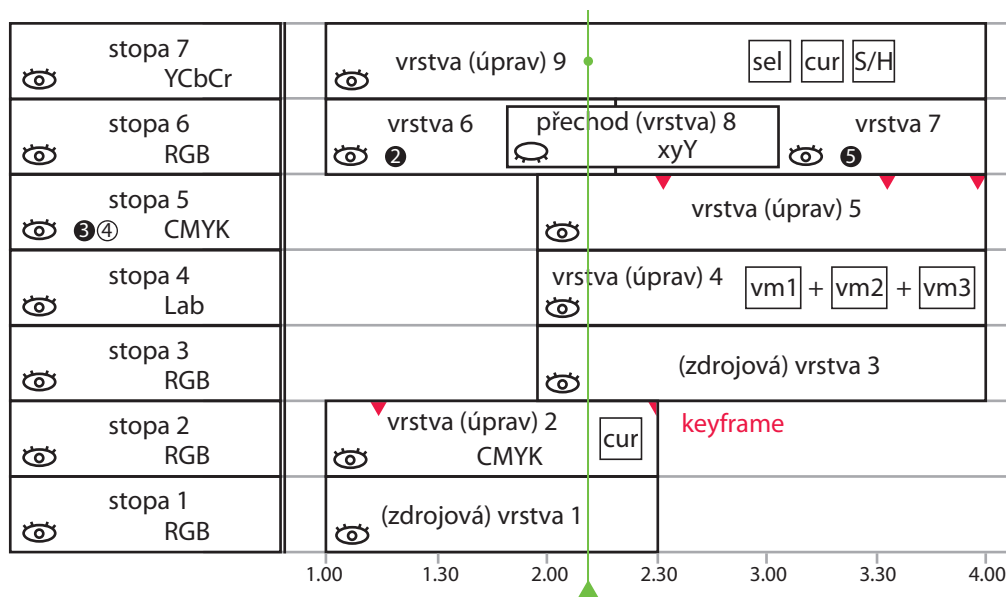 stopa 7
YCbCr
vrstva (úprav) 9
sel cur S/H
stopa 6
RGB
vrstva 6
❷
přechod (vrstva) 8
xyY
vrstva 7
❺
stopa 5
❸④ CMYK
vrstva (úprav) 5
stopa 4
Lab
vrstva (úprav) 4
vm1 + vm2 + vm3
stopa 3
RGB
(zdrojová) vrstva 3
stopa 2
RGB
vrstva (úprav) 2
CMYK
cur
keyframe
stopa 1
RGB
(zdrojová) vrstva 1
1.00 1.30 2.00 2.30 3.00 3.30 4.00